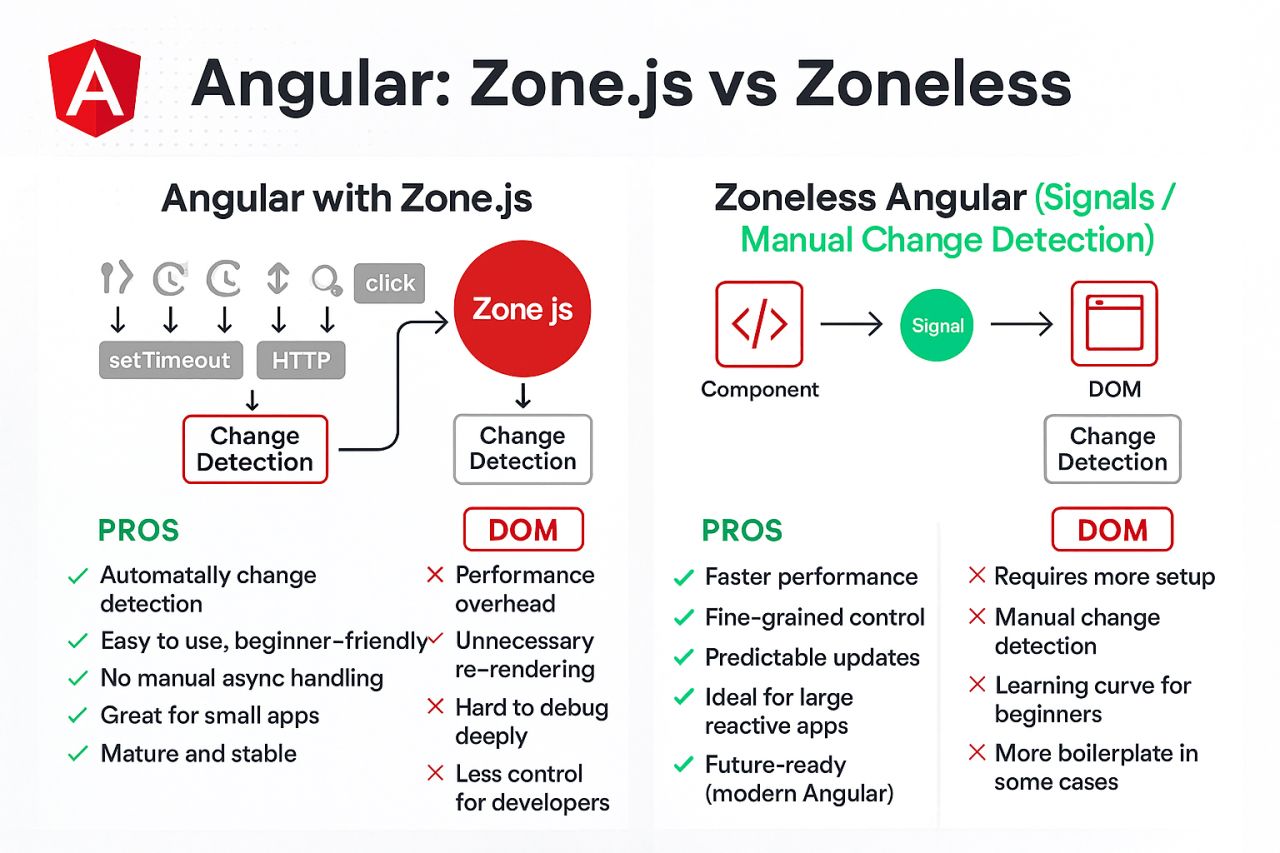 A
Angular: Zone.js vs Zoneless
Angular with Zone.js
click
setTimeout
HTTP
Zone js
Change
Detection
Change
Detection
PROS
Automatally change
detection
Easy to use, beginner-friendly
No manual async handling
Great for small apps
Mature and stable
DOM
Performance
overhead
Unnecessary
re-rendering
Hard to debug
deeply
Less control
for developers
Zoneless Angular (Signals /
Manual Change Detection)
</>
Component
Signal
DOM
Change
Detection
PROS
Faster performance
Fine-grained control
Predictable updates
Ideal for large
reactive apps
Future-ready
(modern Angular)
DOM
Requires more setup
Manual change
detection
Learning curve for
beginners
More boilerplate in
some cases